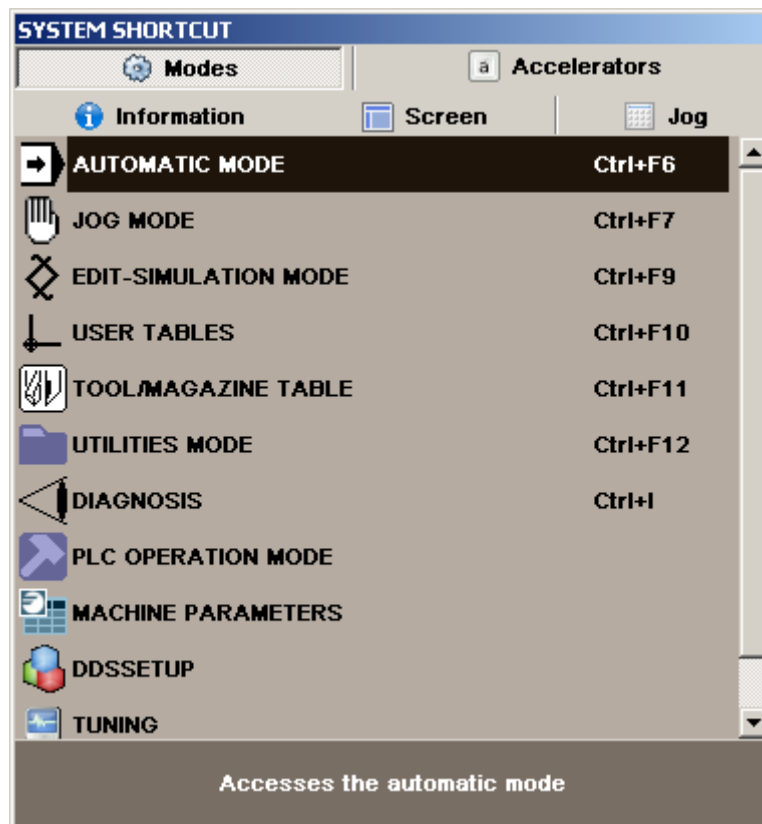 SYSTEM SHORTCUT
Modes a Accelerators
i Information Screen Jog
AUTOMATIC MODE Ctrl+F6
JOG MODE Ctrl+F7
EDIT-SIMULATION MODE Ctrl+F9
USER TABLES Ctrl+F10
TOOL/MAGAZINE TABLE Ctrl+F11
UTILITIES MODE Ctrl+F12
DIAGNOSIS Ctrl+I
PLC OPERATION MODE
MACHINE PARAMETERS
DDSSETUP
TUNING
Accesses the automatic mode